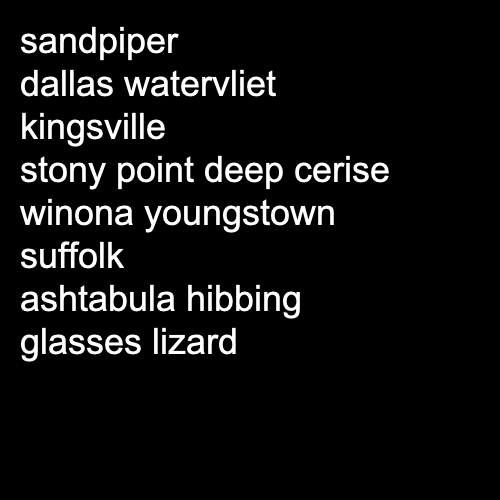 sandpiper
dallas watervliet
kingsville
stony point deep cerise
winona youngstown
suffolk
ashtabula hibbing
glasses lizard